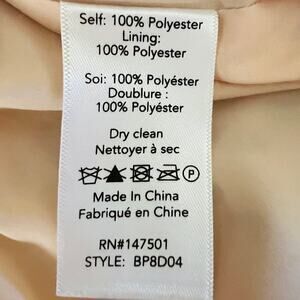 Self: 100% Polyester
Lining:
100% Polyester
Soi: 100% Polyéster
Doublure :
100% Polyéster
Dry clean
Nettoyer à sec
P
Made In China
Fabriqué en Chine
RN#147501
STYLE: BP8D04